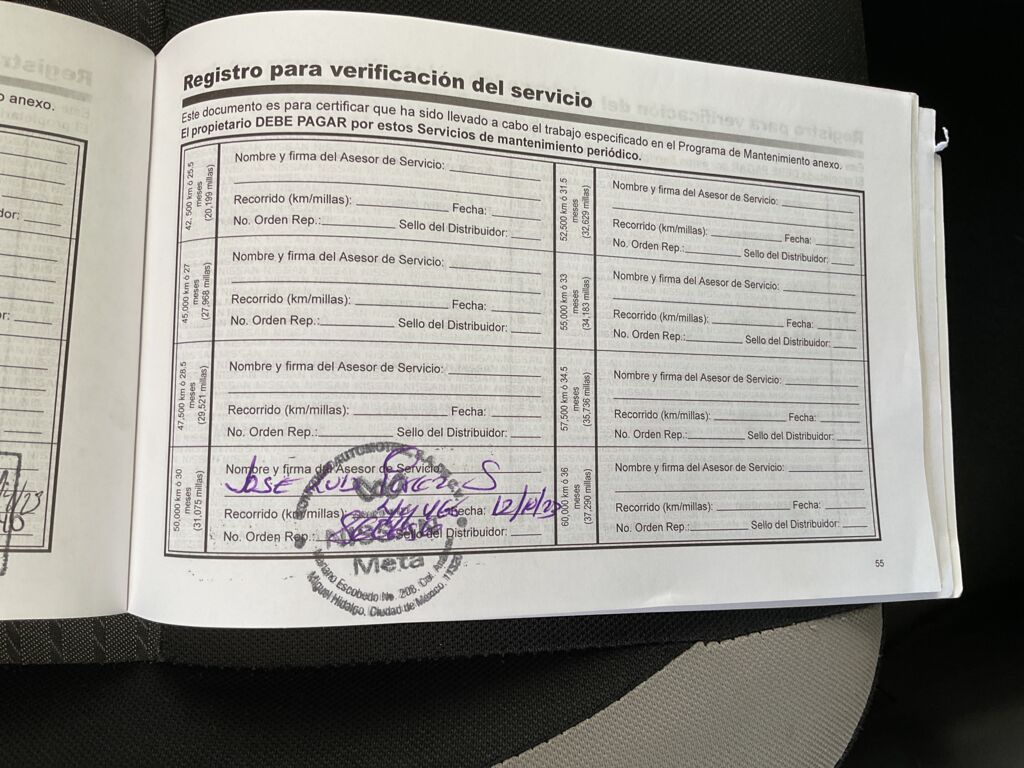 Registro para verificación del servicio
Este documento es para certificar que ha sido llevado a cabo el trabajo especificado en el Programa de Mantenimiento anexo.
El propietario DEBE PAGAR por estos Servicios de mantenimiento periódico.
42, 500 km ó 25.5
meses
(20,199 millas)
Nombre y firma del Asesor de Servicio:
Recorrido (km/millas): Fecha:
No. Orden Rep.: Sello del Distribuidor:
45,000 km ó 27
meses
(27,968 millas)
Nombre y firma del Asesor de Servicio:
Recorrido (km/millas): Fecha:
No. Orden Rep.: Sello del Distribuidor:
47,500 km ó 28.5
meses
(29,521 millas)
Nombre y firma del Asesor de Servicio:
Recorrido (km/millas): Fecha:
No. Orden Rep.: Sello del Distribuidor:
50,000 km ó 30
meses
(31,075 millas)
Nombre y firma del Asesor de Servicio:
JOSE
Recorrido (km/millas): Fecha:
No. Orden Rep.: Sello del Distribuidor:
Meta
Mariano Escobedo No. 208, Col.
Miguel Hidalgo, Ciudad de México,
52,500 km ó 31.5
meses
(32,629 millas)
Nombre y firma del Asesor de Servicio:
Recorrido (km/millas): Fecha:
No. Orden Rep.: Sello del Distribuidor:
55,000 km ó 33
meses
(34,183 millas)
Nombre y firma del Asesor de Servicio:
Recorrido (km/millas): Fecha:
No. Orden Rep.: Sello del Distribuidor:
57,500 km ó 34.5
meses
(35,736 millas)
Nombre y firma del Asesor de Servicio:
Recorrido (km/millas): Fecha:
No. Orden Rep.: Sello del Distribuidor:
60,000 km ó 36
meses
(37,290 millas)
Nombre y firma del Asesor de Servicio:
Recorrido (km/millas): Fecha:
No. Orden Rep.: Sello del Distribuidor:
55
anexo.